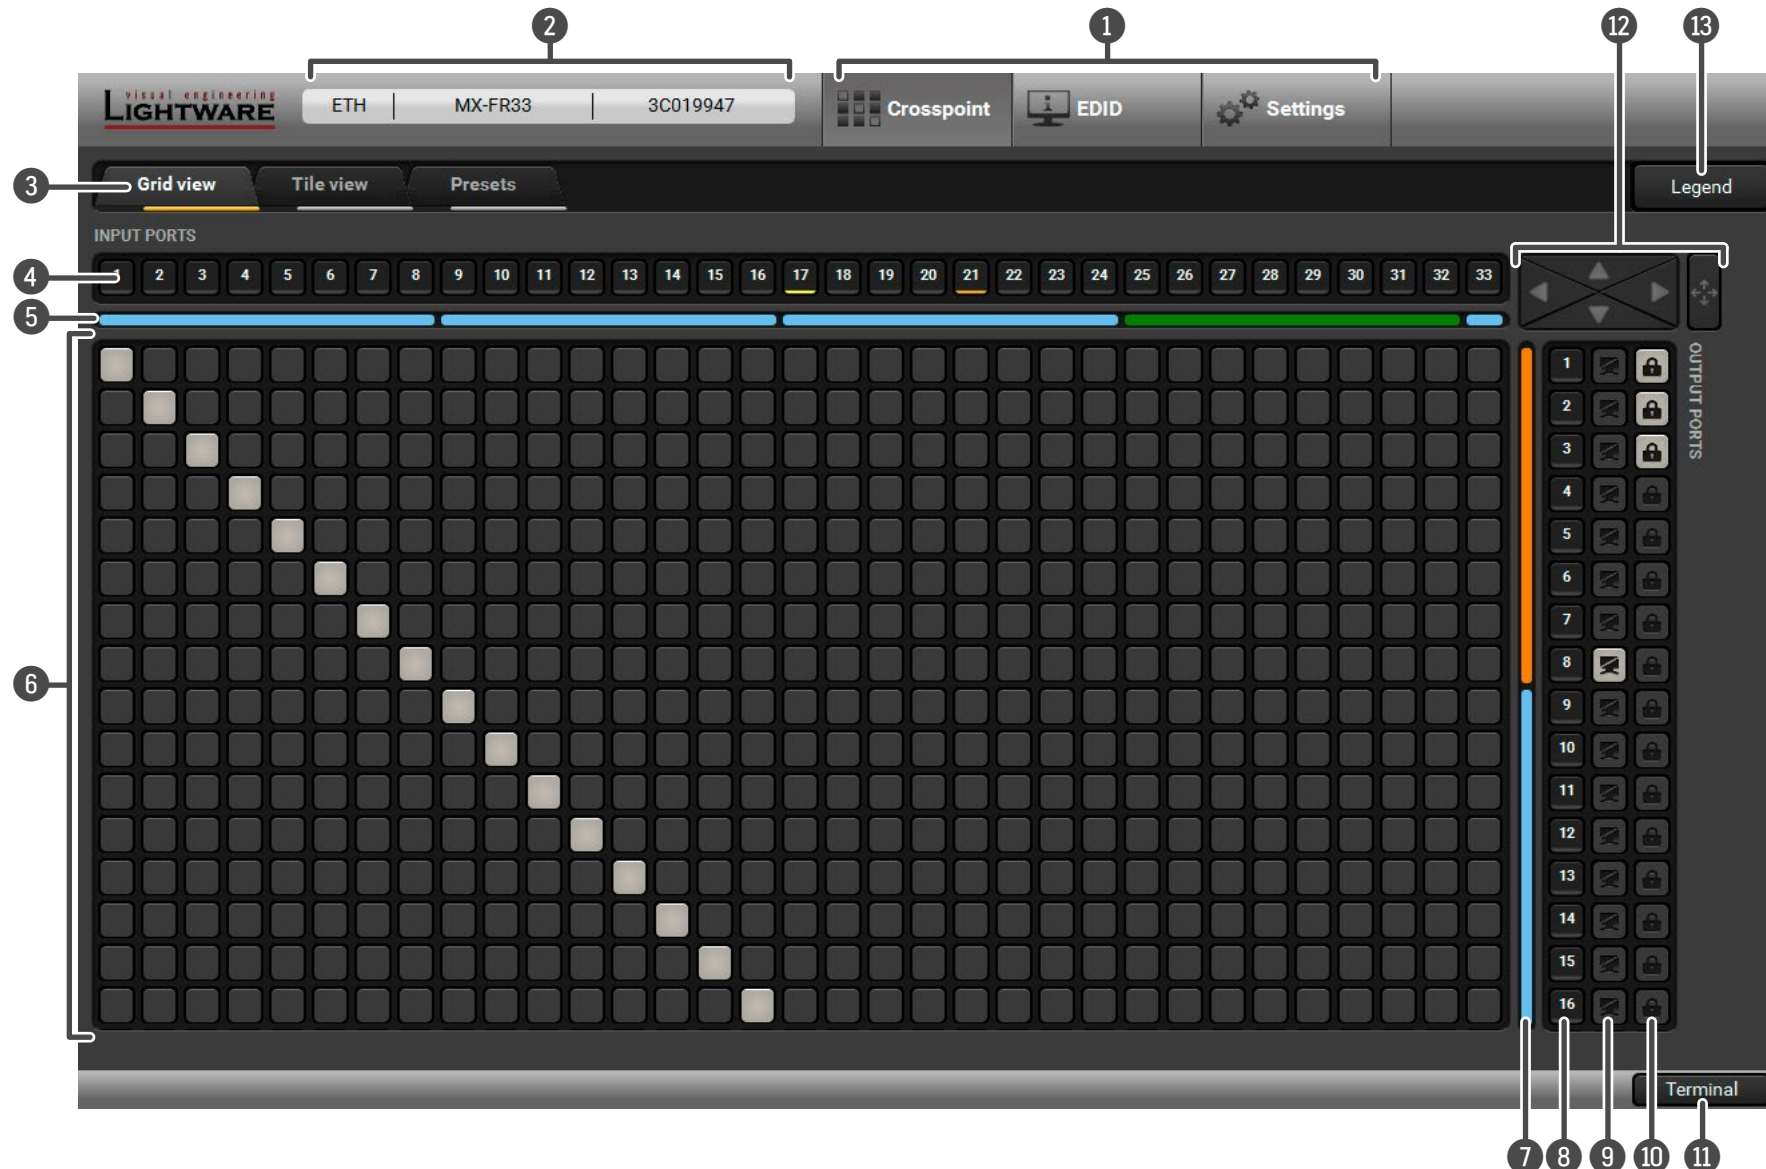 2 1 12 13
visual engineering
LIGHTWARE
ETH MX-FR33 3C019947
Crosspoint EDID Settings
3
Grid view Tile view Presets
Legend
INPUT PORTS
4
1 2 3 4 5 6 7 8 9 10 11 12 13 14 15 16 17 18 19 20 21 22 23 24 25 26 27 28 29 30 31 32 33
5
OUTPUT PORTS
1
2
3
4
5
6
7
8
6
9
10
11
12
13
14
15
16
Terminal
7 8 9 10 11